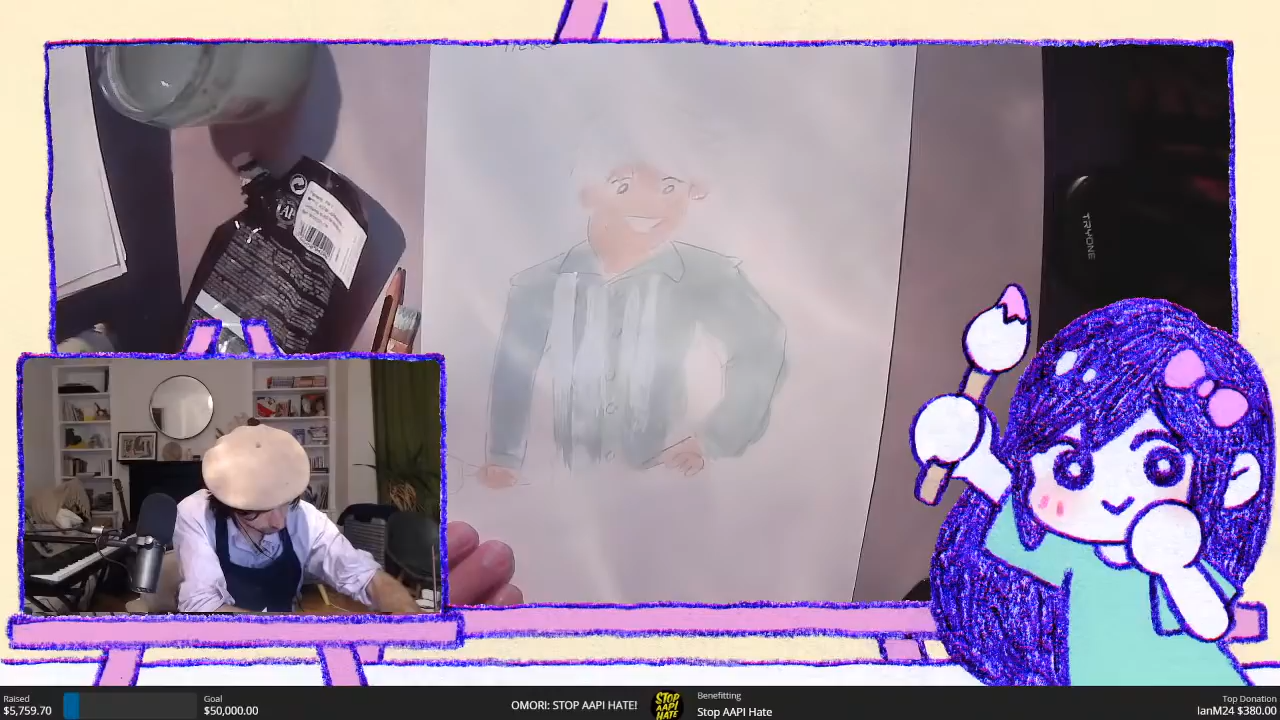 HERE
TRYONE
Raised
$5,759.70
Goal
$50,000.00
OMORI: STOP AAPI HATE!
STOP
AAPI
HATE
Benefitting
Stop AAPI Hate
Top Donation
IanM24 $380.00